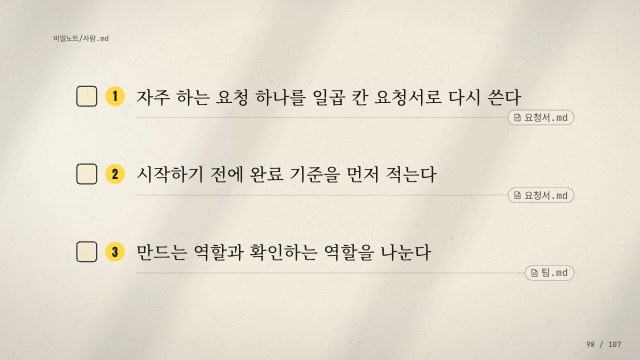 비밀노트/사람.md
1 자주 하는 요청 하나를 일곱 칸 요청서로 다시 쓴다
요청서.md
2 시작하기 전에 완료 기준을 먼저 적는다
요청서.md
3 만드는 역할과 확인하는 역할을 나눈다
팀.md
98 / 107